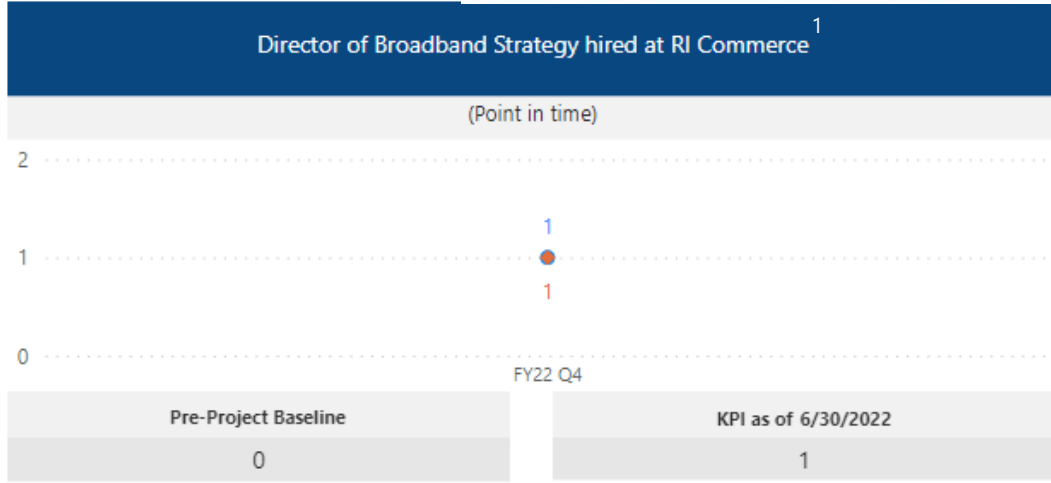 Director of Broadband Strategy hired at RI Commerce 1
(Point in time)
2
1
1
1
0
FY22 Q4
Pre-Project Baseline KPI as of 6/30/2022
0 1